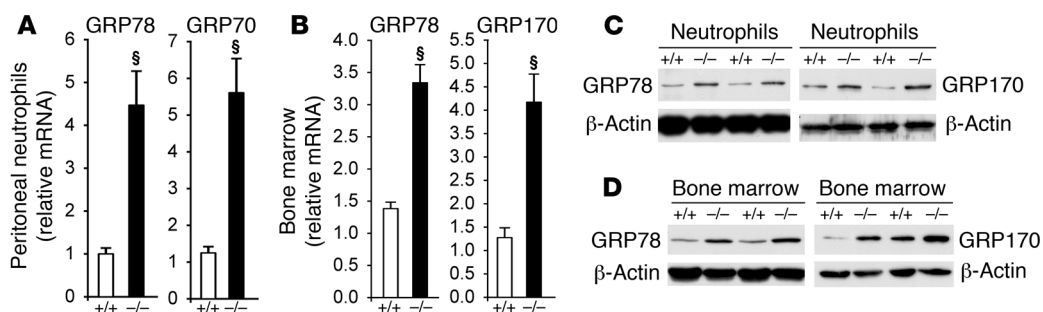 A
GRP78
GRP70
Peritoneal neutrophils
(relative mRNA)
6
5
4
3
2
1
0
§
+/+ –/–
7
6
5
4
3
2
1
0
§
+/+ –/–
B
GRP78
GRP170
Bone marrow
(relative mRNA)
4.0
3.5
3.0
2.5
2.0
1.5
1.0
0.5
0.0
§
+/+ –/–
5.5
5.0
4.5
4.0
3.5
3.0
2.5
2.0
1.5
1.0
0.5
0.0
§
+/+ –/–
C
Neutrophils
Neutrophils
+/+ –/– +/+ –/–
+/+ –/– +/+ –/–
GRP78
GRP170
β-Actin
β-Actin
D
Bone marrow
Bone marrow
+/+ –/– +/+ –/–
+/+ –/– +/+ –/–
GRP78
GRP170
β-Actin
β-Actin